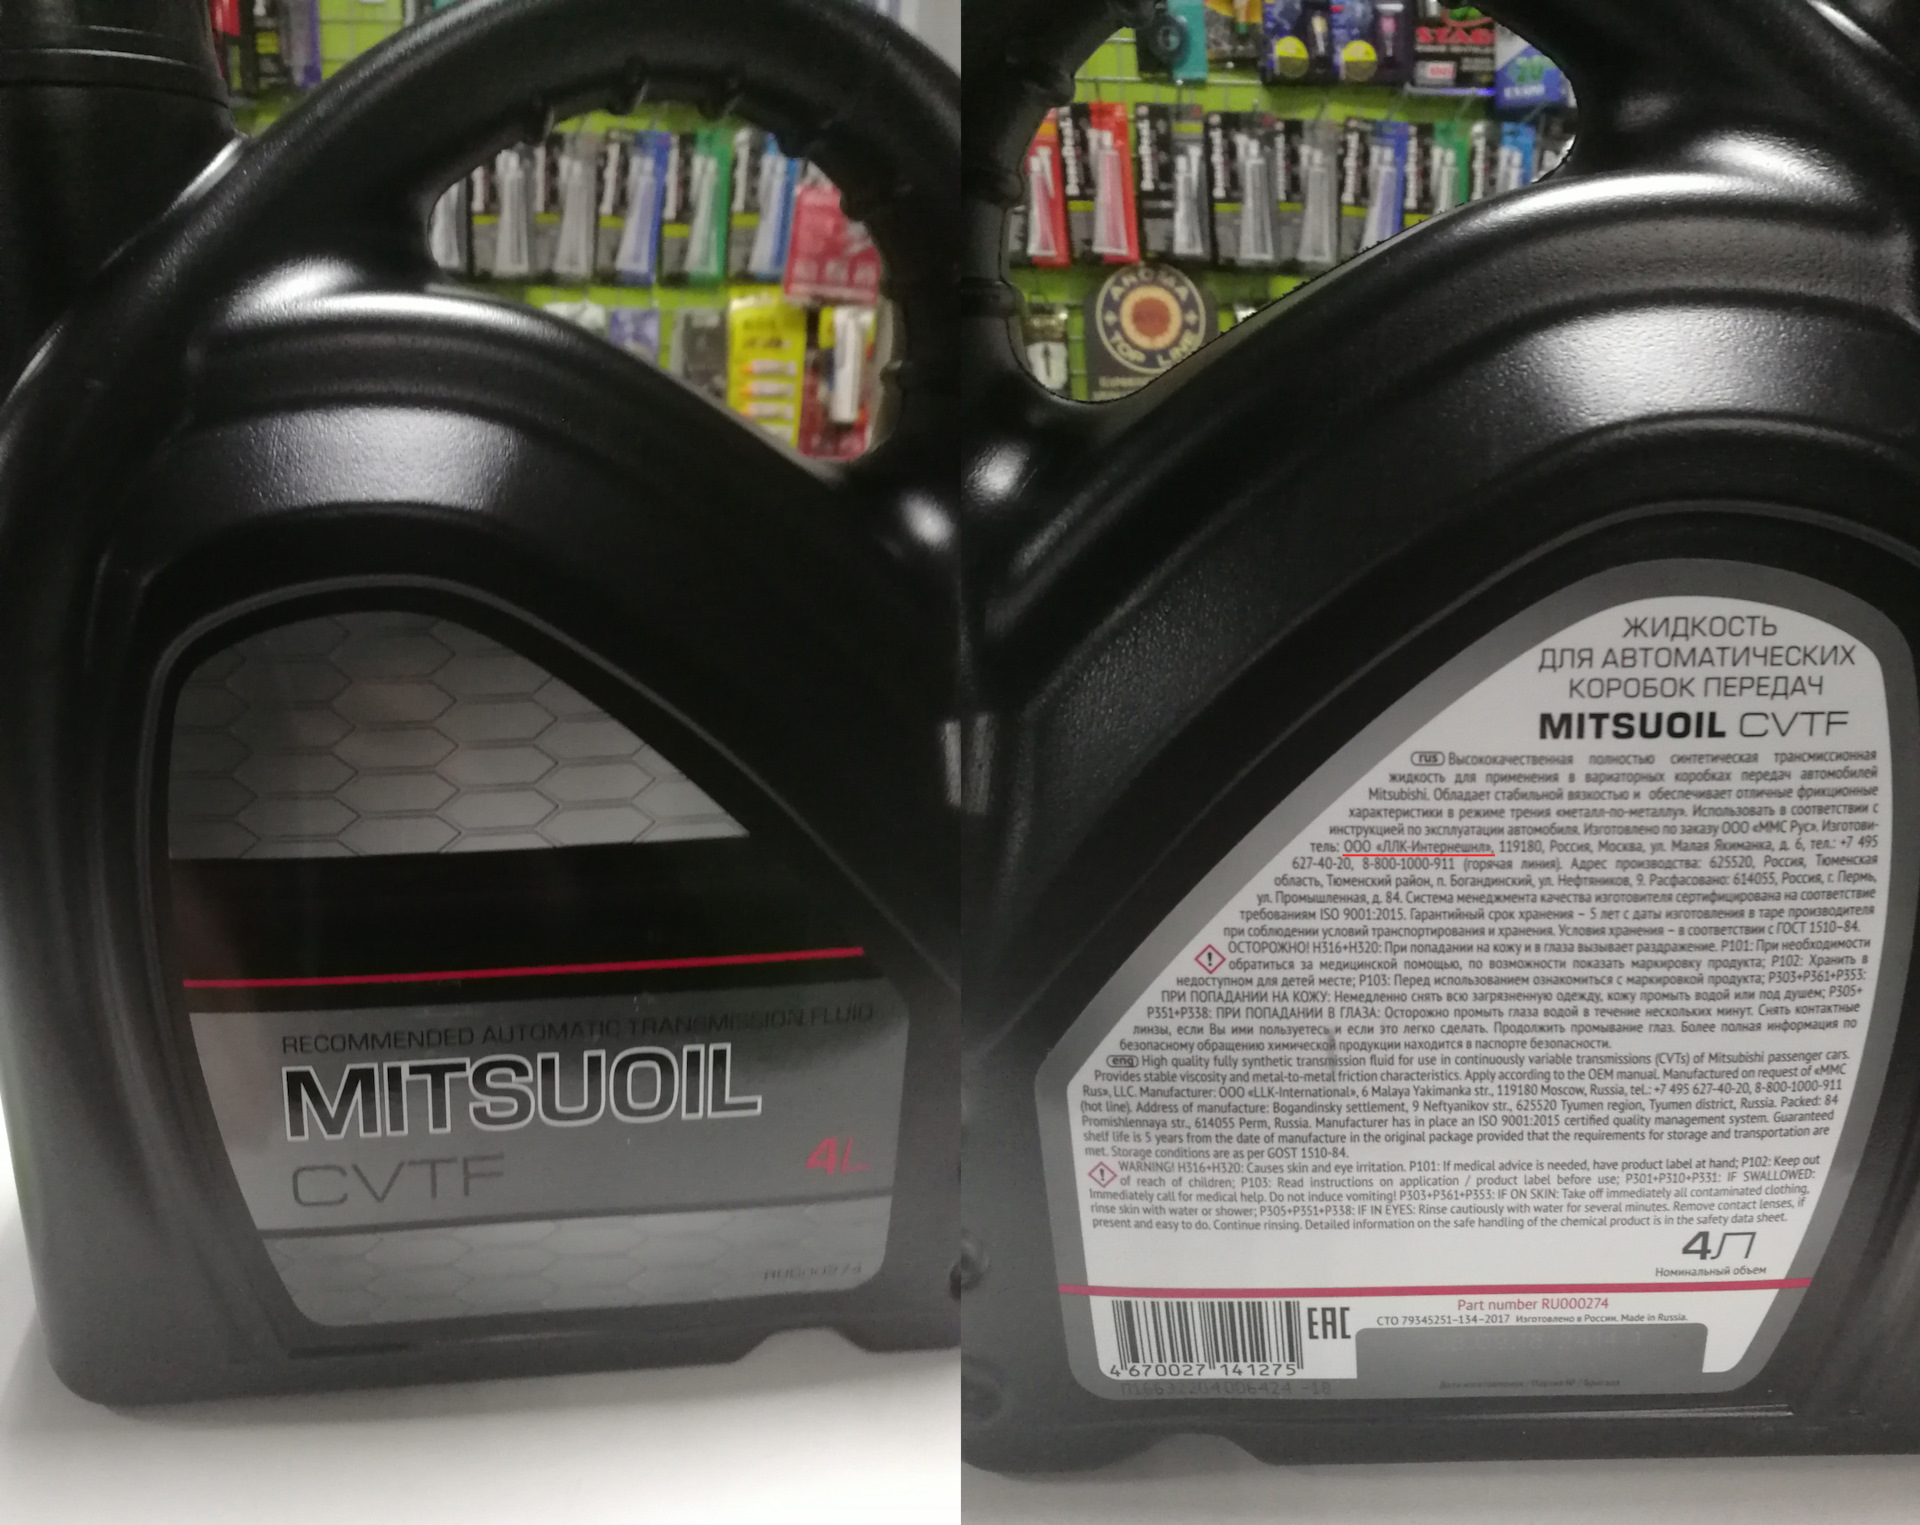 RECOMMENDED AUTOMATIC TRANSMISSION FLUID
MITSUOIL
CVTF
4L
STAG
AROMA
TOP LINE
ЖИДКОСТЬ
ДЛЯ АВТОМАТИЧЕСКИХ
КОРОБОК ПЕРЕДАЧ
MITSUOIL CVTF
rus Высококачественная полностью синтетическая трансмиссионная
жидкость для применения в вариаторных коробках передач автомобилей
Mitsubishi. Обладает стабильной вязкостью и обеспечивает отличные фрикционные
характеристики в режиме трения «металл-по-металлу». Использовать в соответствии с
инструкцией по эксплуатации автомобиля. Изготовлено по заказу ООО «ММС Рус». Изготови-
тель: ООО «ЛЛК-Интернешнл», 119180, Россия, Москва, ул. Малая Якиманка, д. 6, тел.: +7 495
627-40-20, 8-800-1000-911 (горячая линия). Адрес производства: 625520, Россия, Тюменская
область, Тюменский район, п. Богандинский, ул. Нефтяников, 9. Расфасовано: 614055, Россия, г. Пермь,
ул. Промышленная, д. 84. Система менеджмента качества изготовителя сертифицирована на соответствие
требованиям ISO 9001:2015. Гарантийный срок хранения – 5 лет с даты изготовления в таре производителя
при соблюдении условий транспортирования и хранения. Условия хранения – в соответствии с ГОСТ 1510-84.
ОСТОРОЖНО! H316+H320: При попадании на кожу и в глаза вызывает раздражение. P101: При необходимости
обратиться за медицинской помощью, по возможности показать маркировку продукта; P102: Хранить в
недоступном для детей месте; P103: Перед использованием ознакомиться с маркировкой продукта; P303+P361+P353:
ПРИ ПОПАДАНИИ НА КОЖУ: Немедленно снять всю загрязненную одежду, кожу промыть водой или под душем; P305+
P351+P338: ПРИ ПОПАДАНИИ В ГЛАЗА: Осторожно промыть глаза водой в течение нескольких минут. Снять контактные
линзы, если Вы ими пользуетесь и если это легко сделать. Продолжить промывание глаз. Более полная информация по
безопасному обращению химической продукции находится в паспорте безопасности.
eng High quality fully synthetic transmission fluid for use in continuously variable transmissions (CVTs) of Mitsubishi passenger cars.
Provides stable viscosity and metal-to-metal friction characteristics. Apply according to the OEM manual. Manufactured on request of «MMC
Rus», LLC. Manufacturer: ООО «LLK-International», 6 Malaya Yakimanka str., 119180 Moscow, Russia, tel.: +7 495 627-40-20, 8-800-1000-911
(hot line). Address of manufacture: Bogandinsky settlement, 9 Neftyanikov str., 625520 Tyumen region, Tyumen district, Russia. Packed: 84
Promishlennaya str., 614055 Perm, Russia. Manufacturer has in place an ISO 9001:2015 certified quality management system. Guaranteed
shelf life is 5 years from the date of manufacture in the original package provided that the requirements for storage and transportation are
met. Storage conditions are as per GOST 1510-84.
WARNING! H316+H320: Causes skin and eye irritation. P101: If medical advice is needed, have product label at hand; P102: Keep out
of reach of children; P103: Read instructions on application / product label before use; P301+P310+P331: IF SWALLOWED:
Immediately call for medical help. Do not induce vomiting! P303+P361+P353: IF ON SKIN: Take off immediately all contaminated clothing,
rinse skin with water or shower; P305+P351+P338: IF IN EYES: Rinse cautiously with water for several minutes. Remove contact lenses, if
present and easy to do. Continue rinsing. Detailed information on the safe handling of the chemical product is in the safety data sheet.
4Л
Номинальный объем
Part number RU000274
СТО 79345251-134-2017 Изготовлено в России. Made in Russia.
EAC
4 670027 141275